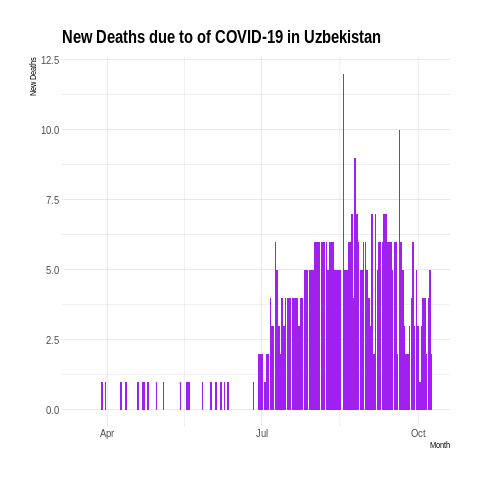 New Deaths due to of COVID-19 in Uzbekistan
New Deaths
12.5
10.0
7.5
5.0
2.5
0.0
Apr
Jul
Oct
Month